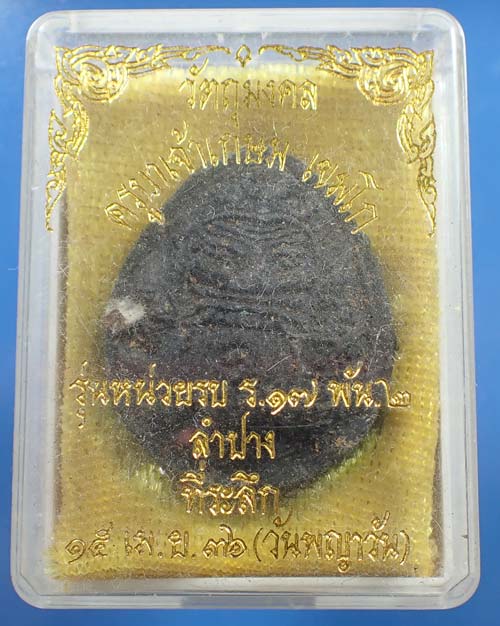 วัตถุมงคล
ครูบาเจ้าเกษม เขมโก
รุ่นหน่วยรบ ร.๑๗ พัน.๒
ลำปาง
ที่ระลึก
๑๕ เม.ย.๓๑ (วันพญาวัน)